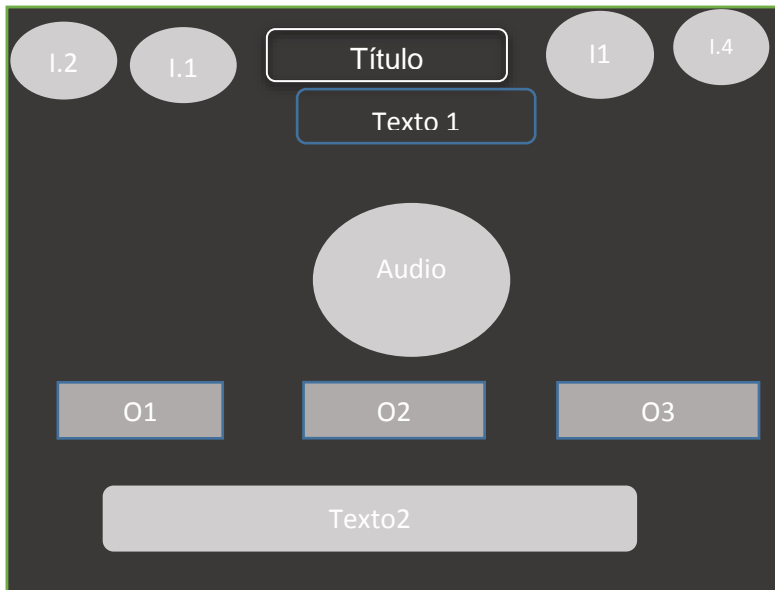 I.2
I.1
Título
I1
I.4
Texto 1
Audio
O1
O2
O3
Texto2